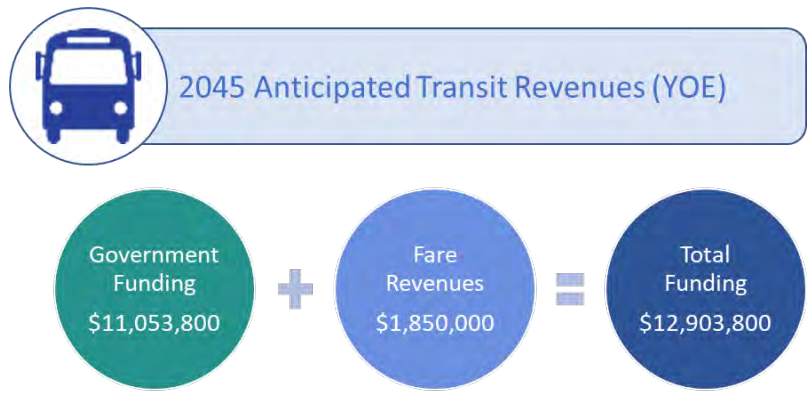 2045 Anticipated Transit Revenues (YOE)
Government
Funding
$11,053,800
+
Fare
Revenues
$1,850,000
=
Total
Funding
$12,903,800